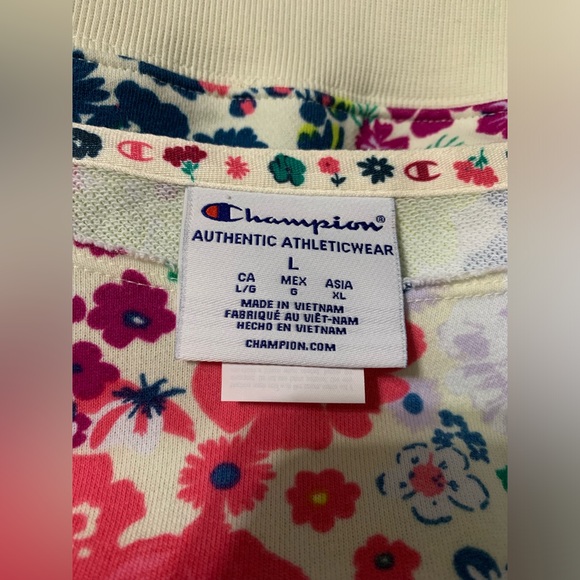 Champion®
AUTHENTIC ATHLETICWEAR
L
CA MEX ASIA
L/G G XL
MADE IN VIETNAM
FABRIQUÉ AU VIÊT-NAM
HECHO EN VIETNAM
CHAMPION.COM